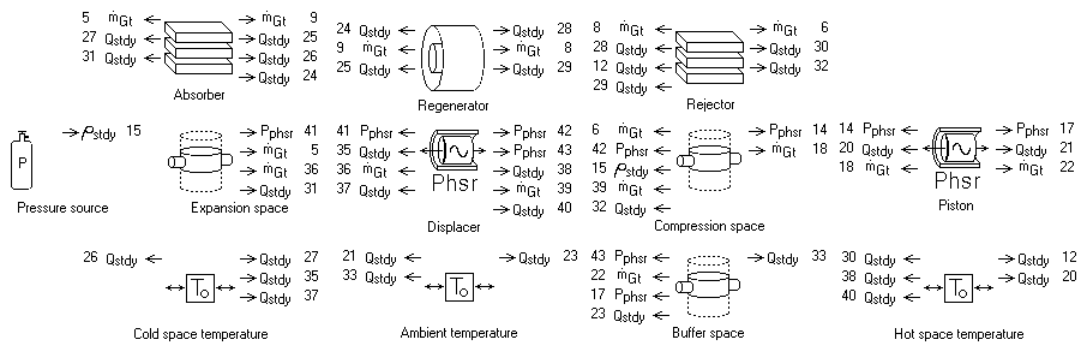 5 ṁGt ṁGt 9
27 Qstdy Qstdy 25
31 Qstdy Qstdy 26
Qstdy 24
Absorber
24 Qstdy Qstdy 28
9 ṁGt ṁGt 8
25 Qstdy Qstdy 29
Regenerator
8 ṁGt ṁGt 6
28 Qstdy Qstdy 30
12 Qstdy Qstdy 32
29 Qstdy
Rejector
ρstdy 15
P
Pressure source
Pphsr 41
ṁGt 5
ṁGt 36
Qstdy 31
Expansion space
41 Pphsr Pphsr 42
35 Qstdy Pphsr 43
36 ṁGt Qstdy 38
37 Qstdy ṁGt 39
Qstdy 40
Phsr
Displacer
6 ṁGt Pphsr 14
42 Pphsr ṁGt 18
15 ρstdy
39 ṁGt
32 Qstdy
Compression space
14 Pphsr Pphsr 17
20 Qstdy Qstdy 21
18 ṁGt ṁGt 22
Phsr
Piston
26 Qstdy Qstdy 27
Qstdy 35
Qstdy 37
To
Cold space temperature
21 Qstdy Qstdy 23
33 Qstdy
To
Ambient temperature
43 Pphsr Qstdy 33
22 ṁGt
17 Pphsr
23 Qstdy
Buffer space
30 Qstdy Qstdy 12
38 Qstdy Qstdy 20
40 Qstdy
To
Hot space temperature